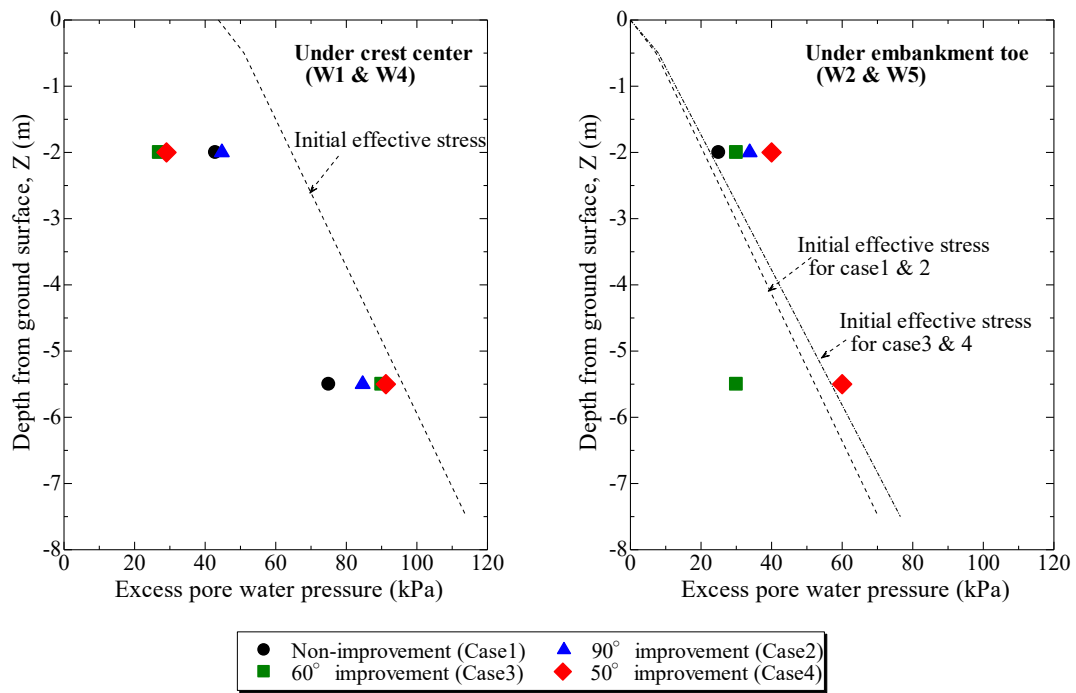 Under crest center
(W1 & W4)
Initial effective stress
0
-1
-2
-3
-4
-5
-6
-7
-8
Depth from ground surface, Z (m)
0 20 40 60 80 100 120
Excess pore water pressure (kPa)
Under embankment toe
(W2 & W5)
Initial effective stress
for case1 & 2
Initial effective stress
for case3 & 4
0
-1
-2
-3
-4
-5
-6
-7
-8
Depth from ground surface, Z (m)
0 20 40 60 80 100 120
Excess pore water pressure (kPa)
Non-improvement (Case1) 90° improvement (Case2)
60° improvement (Case3) 50° improvement (Case4)